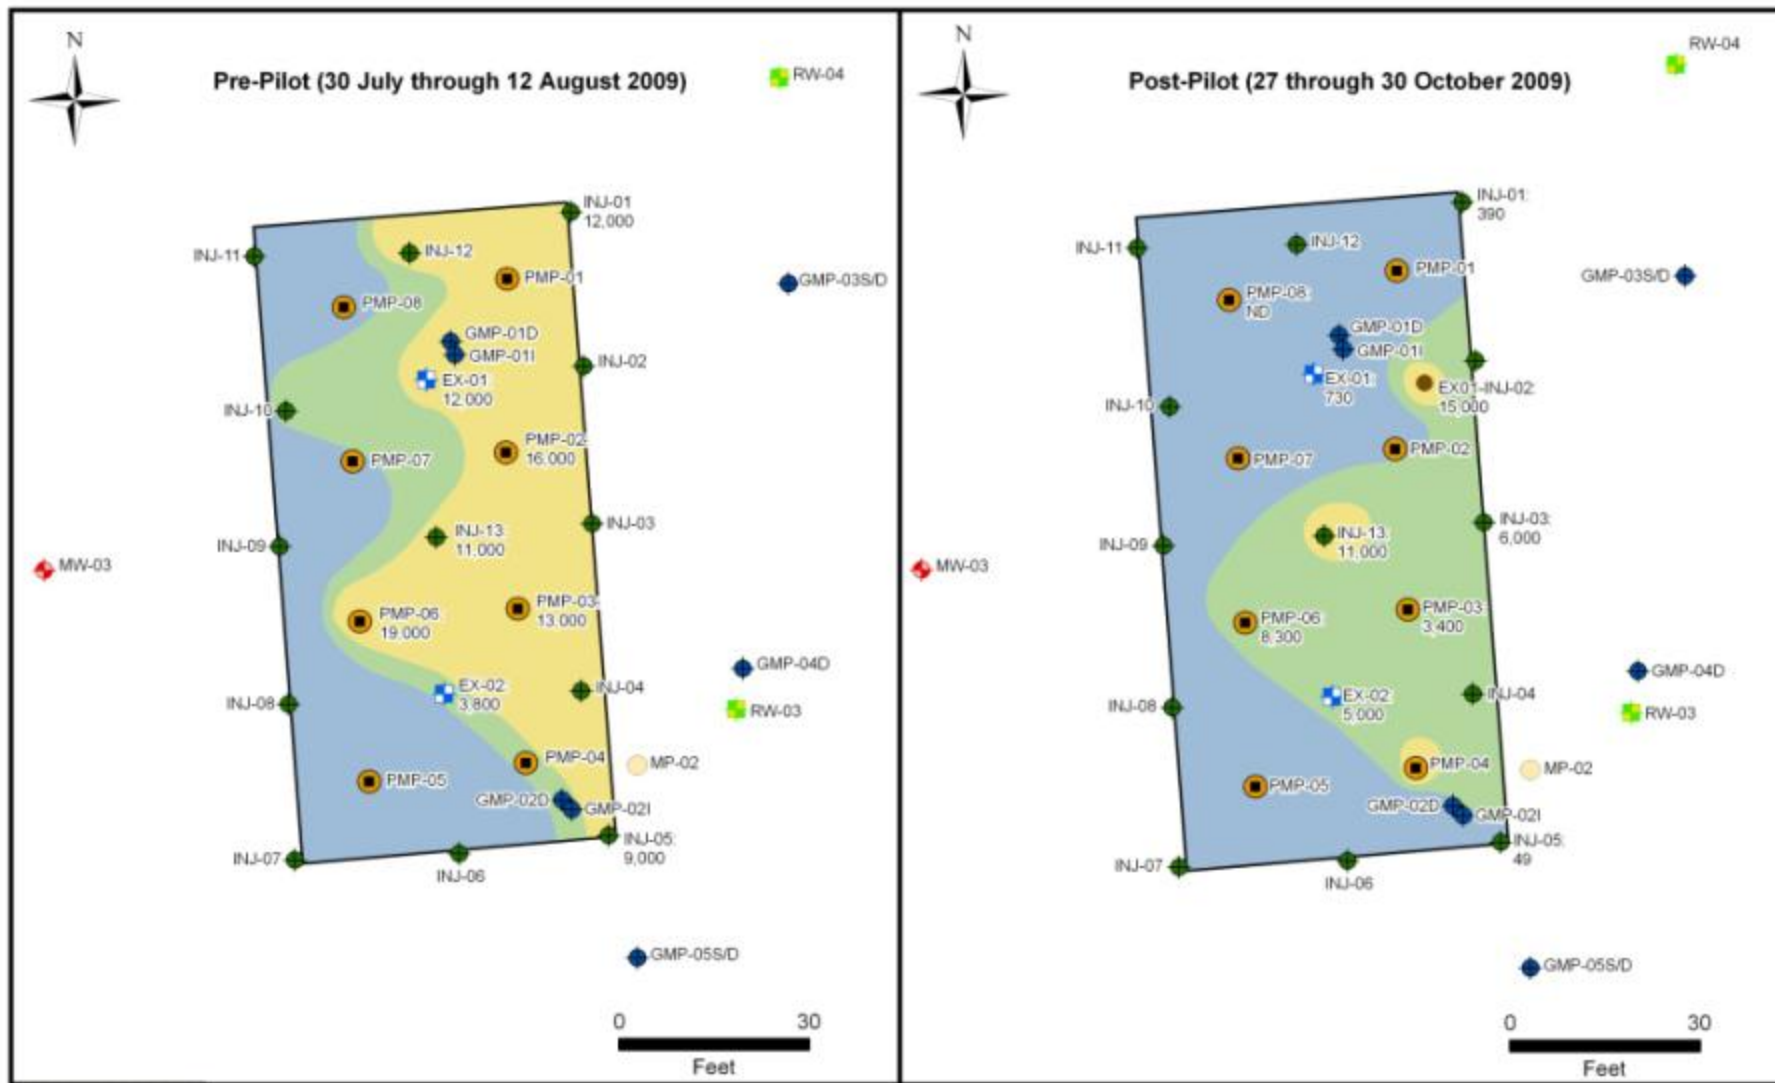 N
Pre-Pilot (30 July through 12 August 2009)
RW-04
INJ-01
12,000
INJ-11
INJ-12
PMP-01
GMP-03S/D
PMP-08
GMP-01D
GMP-01I
INJ-02
EX-01:
12,000
INJ-10
PMP-02
16,000
PMP-07
INJ-03
INJ-13:
11,000
INJ-09
MW-03
PMP-03
13,000
PMP-06
19,000
GMP-04D
EX-02
3,800
INJ-04
INJ-08
RW-03
PMP-04
MP-02
PMP-05
GMP-02D
GMP-02I
INJ-05:
9,000
INJ-07
INJ-06
GMP-05S/D
0 30
Feet
N
Post-Pilot (27 through 30 October 2009)
RW-04
INJ-01:
390
INJ-11
INJ-12
PMP-01
GMP-03S/D
PMP-08:
ND
GMP-01D
GMP-01I
EX-01:
730
EX01-INJ-02:
15,000
INJ-10
PMP-02
PMP-07
INJ-03:
6,000
INJ-13:
11,000
INJ-09
MW-03
PMP-03
3,400
PMP-06:
8,300
GMP-04D
EX-02:
5,000
INJ-04
INJ-08
RW-03
PMP-04
MP-02
PMP-05
GMP-02D
GMP-02I
INJ-05:
49
INJ-07
INJ-06
GMP-05S/D
0 30
Feet